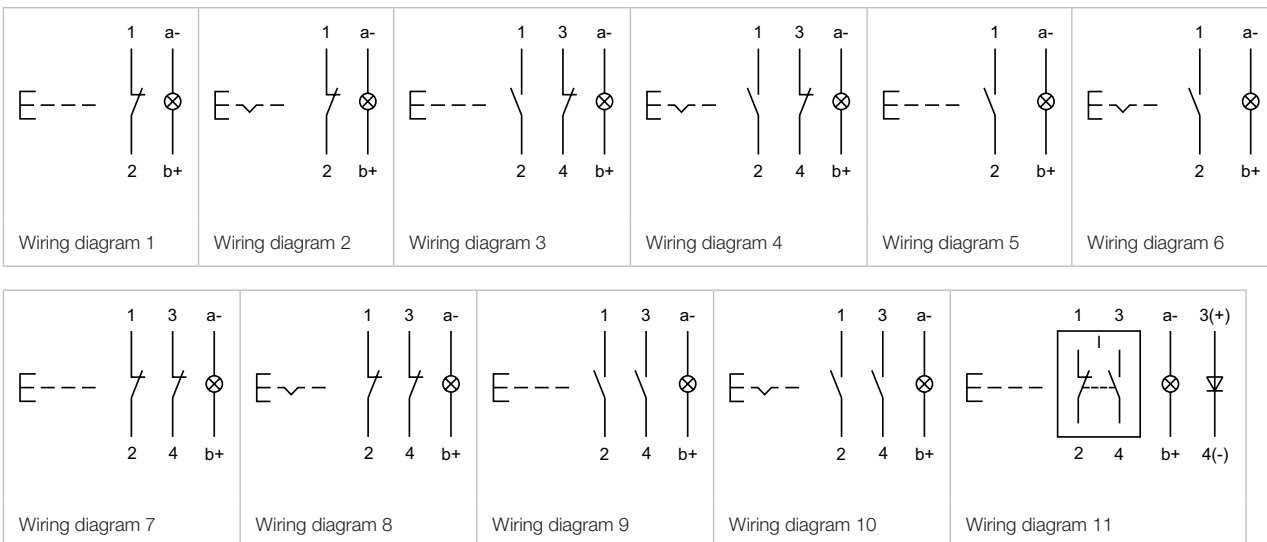 1 a- 1 a- 1 3 a- 1 3 a- 1 a- 1 a-
2 b+ 2 b+ 2 4 b+ 2 4 b+ 2 b+ 2 b+
Wiring diagram 1 Wiring diagram 2 Wiring diagram 3 Wiring diagram 4 Wiring diagram 5 Wiring diagram 6
1 3 a- 1 3 a- 1 3 a- 1 3 a- 1 3 a- 3(+)
2 4 b+ 2 4 b+ 2 4 b+ 2 4 b+ 2 4 b+ 4(-)
Wiring diagram 7 Wiring diagram 8 Wiring diagram 9 Wiring diagram 10 Wiring diagram 11